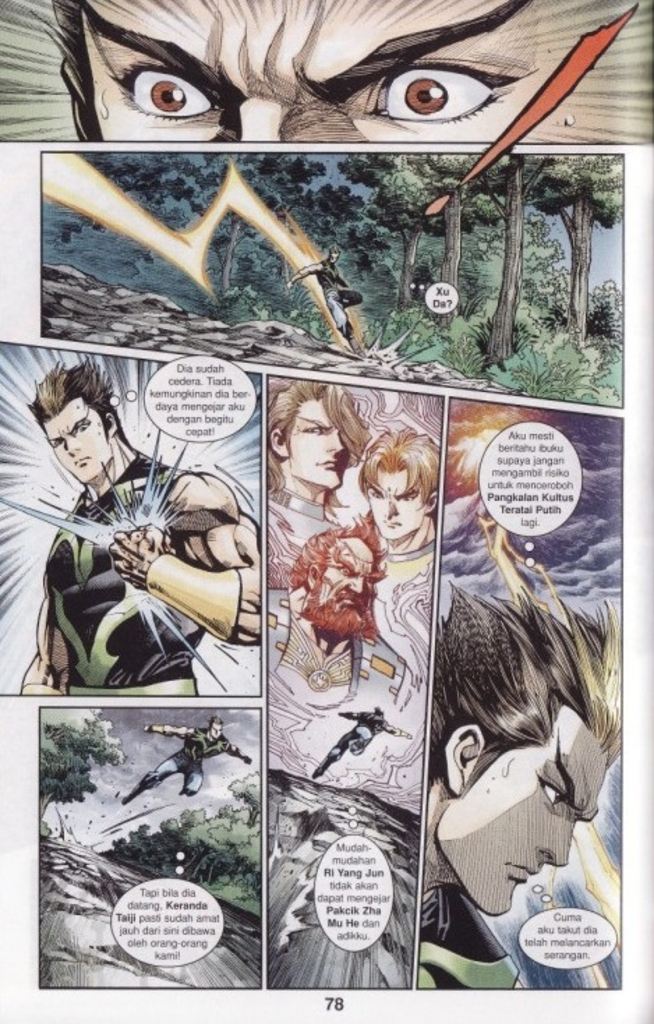 Xu
Da?
Dia sudah
cedera. Tiada
kemungkinan dia ber-
daya mengejar aku
dengan begitu
cepat!
Aku mesti
beritahu ibuku
supaya jangan
mengambil risiko
untuk menceroboh
Pangkalan Kultus
Teratai Putih
lagi.
Tapi bila dia
datang, Keranda
Taiji pasti sudah amat
jauh dari sini dibawa
oleh orang-orang
kami!
Mudah-
mudahan
Ri Yang Jun
tidak akan
dapat mengejar
Pakcik Zha
Mu He dan
adikku.
Cuma
aku takut dia
telah melancarkan
serangan.
78